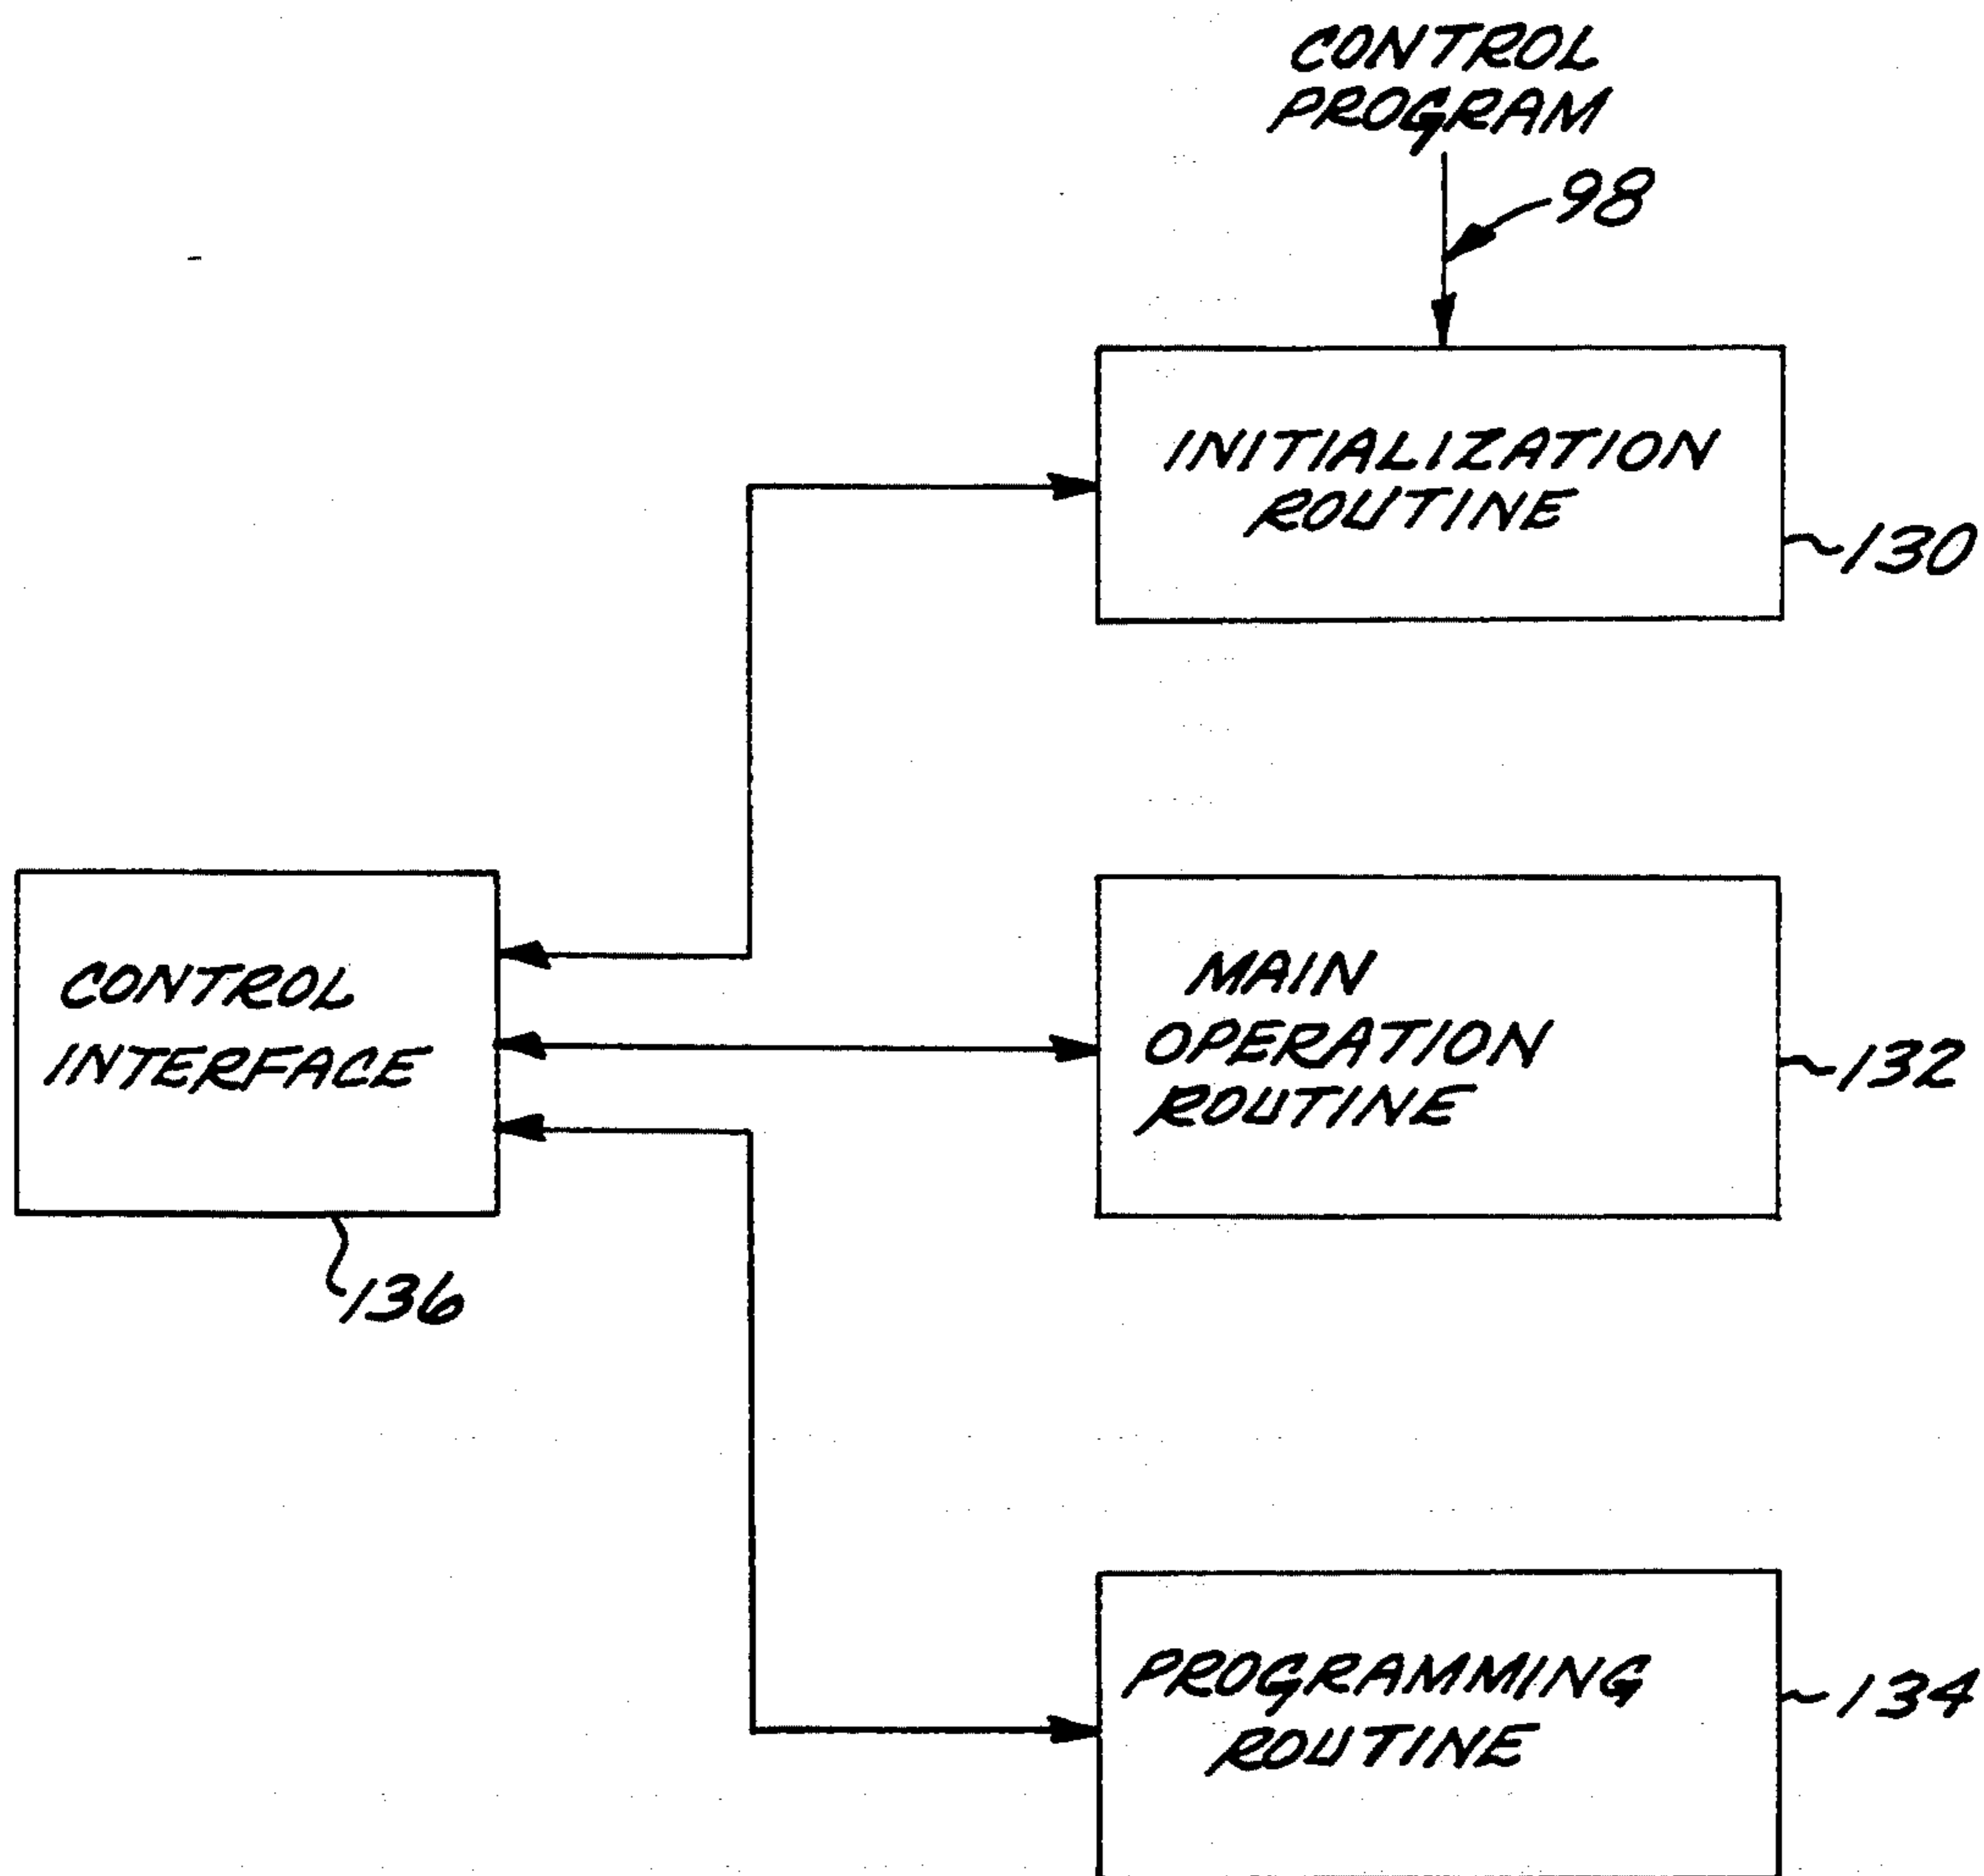 CONTROL
PROGRAM
98
INITIALIZATION
ROUTINE
130
CONTROL
INTERFACE
136
MAIN
OPERATION
ROUTINE
132
PROGRAMMING
ROUTINE
134